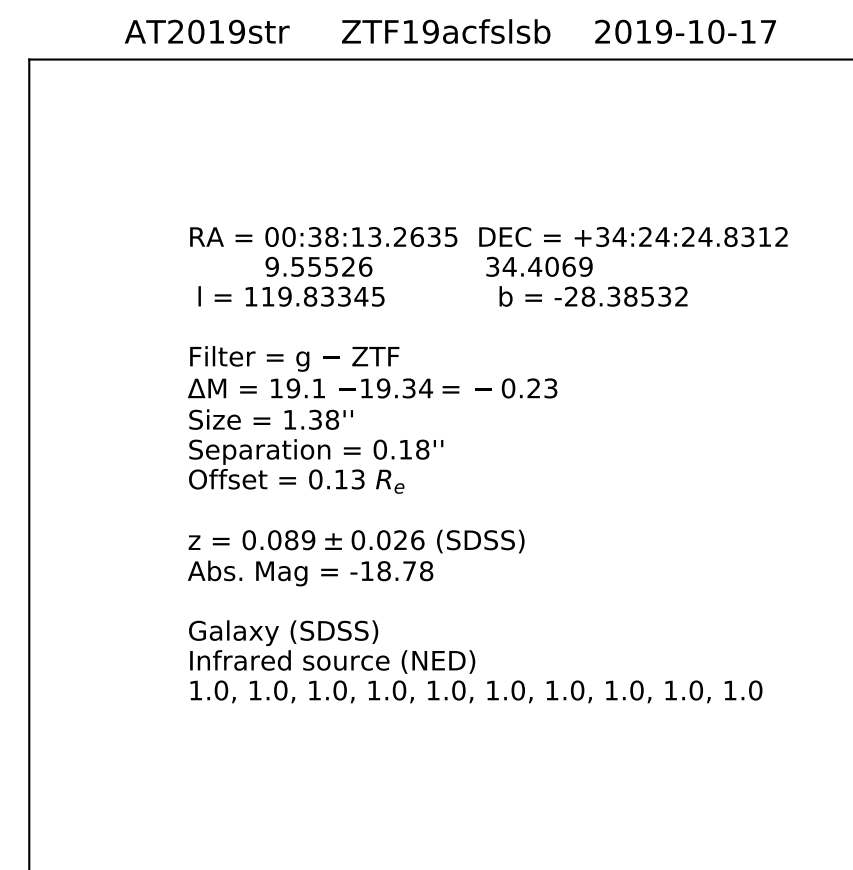 AT2019str ZTF19acfslsb 2019-10-17
RA = 00:38:13.2635 DEC = +34:24:24.8312
9.55526 34.4069
l = 119.83345 b = -28.38532
Filter = g − ZTF
ΔM = 19.1 −19.34 = − 0.23
Size = 1.38''
Separation = 0.18''
Offset = 0.13 Rₑ
z = 0.089 ± 0.026 (SDSS)
Abs. Mag = -18.78
Galaxy (SDSS)
Infrared source (NED)
1.0, 1.0, 1.0, 1.0, 1.0, 1.0, 1.0, 1.0, 1.0, 1.0